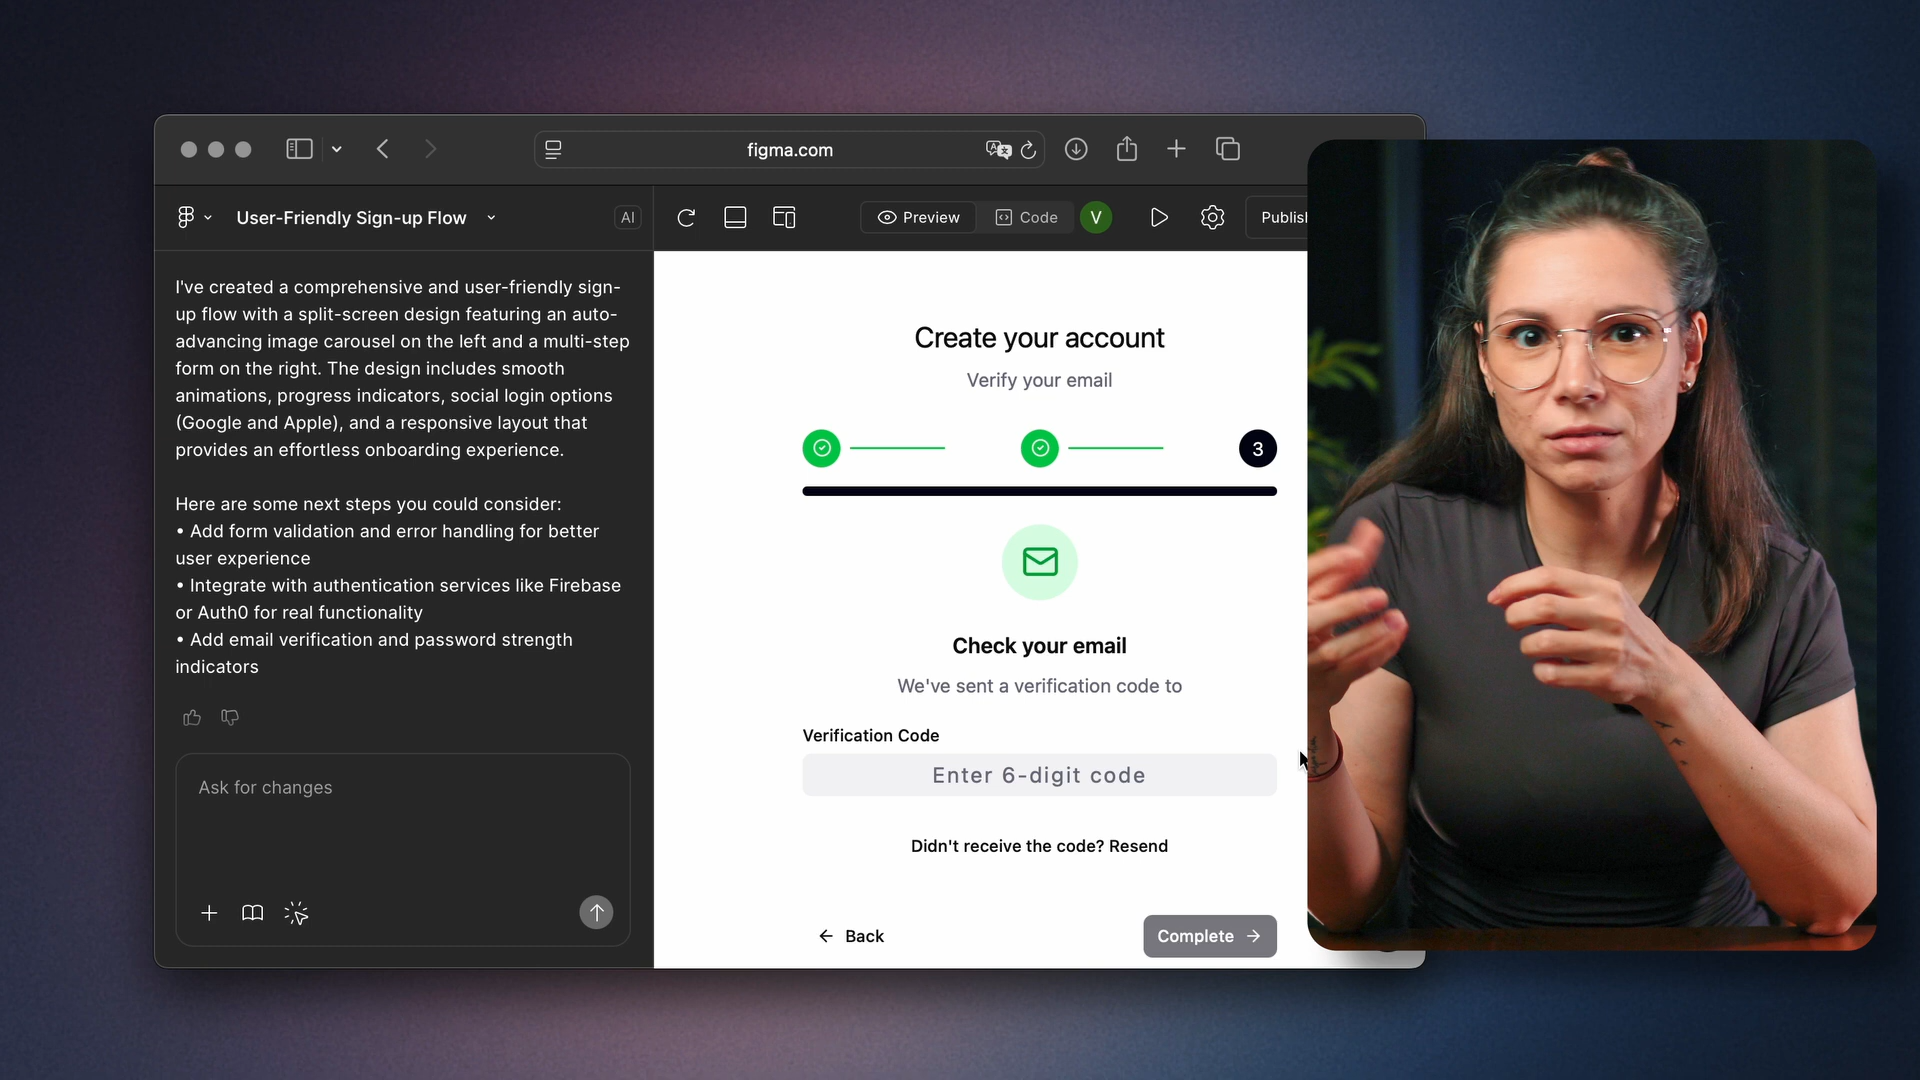 figma.com
User-Friendly Sign-up Flow
AI
Preview
Code
V
Publish
I've created a comprehensive and user-friendly sign-
up flow with a split-screen design featuring an auto-
advancing image carousel on the left and a multi-step
form on the right. The design includes smooth
animations, progress indicators, social login options
(Google and Apple), and a responsive layout that
provides an effortless onboarding experience.
Here are some next steps you could consider:
• Add form validation and error handling for better
user experience
• Integrate with authentication services like Firebase
or Auth0 for real functionality
• Add email verification and password strength
indicators
Ask for changes
Create your account
Verify your email
3
Check your email
We've sent a verification code to
Verification Code
Enter 6-digit code
Didn't receive the code? Resend
Back
Complete